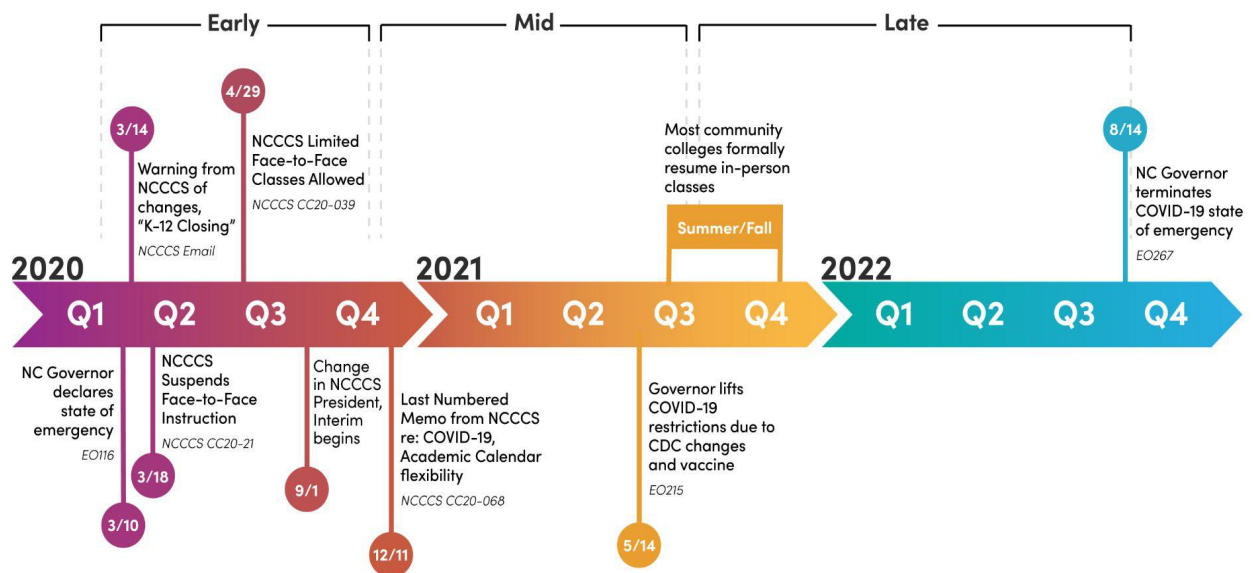 Early
Mid
Late
3/14
Warning from
NCCCS of
changes,
“K-12 Closing”
NCCCS Email
4/29
NCCCS Limited
Face-to-Face
Classes Allowed
NCCCS CC20-039
Most community
colleges formally
resume in-person
classes
Summer/Fall
8/14
NC Governor
terminates
COVID-19 state
of emergency
EO267
2020
Q1 Q2 Q3 Q4
2021
Q1 Q2 Q3 Q4
2022
Q1 Q2 Q3 Q4
NC Governor
declares
state of
emergency
EO116
3/10
NCCCS
Suspends
Face-to-Face
Instruction
NCCCS CC20-21
3/18
Change
in NCCCS
President,
Interim
begins
9/1
Last Numbered
Memo from NCCCS
re: COVID-19,
Academic Calendar
flexibility
NCCCS CC20-068
12/11
Governor lifts
COVID-19
restrictions due to
CDC changes
and vaccine
EO215
5/14